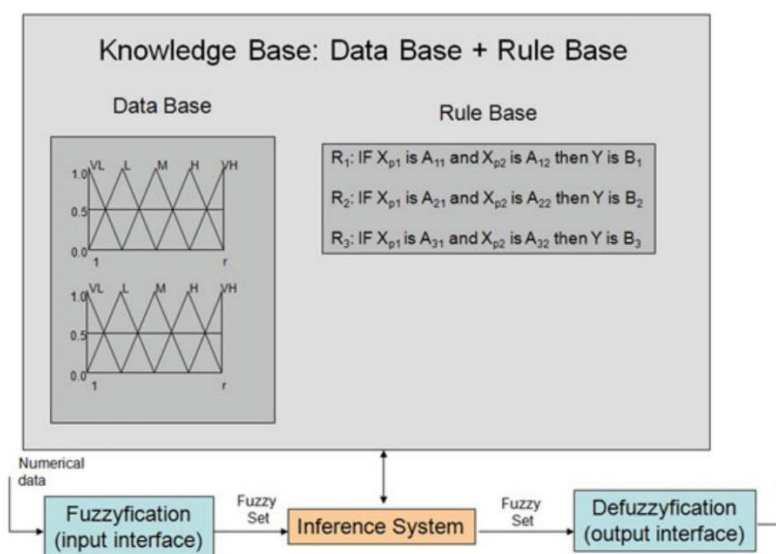 Knowledge Base: Data Base + Rule Base
Data Base
Rule Base
1.0 VL L M H VH
0.5
0.0
1 r
1.0 VL L M H VH
0.5
0.0
1 r
R1: IF Xp1 is A11 and Xp2 is A12 then Y is B1
R2: IF Xp1 is A21 and Xp2 is A22 then Y is B2
R3: IF Xp1 is A31 and Xp2 is A32 then Y is B3
Numerical
data
Fuzzyfication
(input interface)
Fuzzy
Set
Inference System
Fuzzy
Set
Defuzzyfication
(output interface)